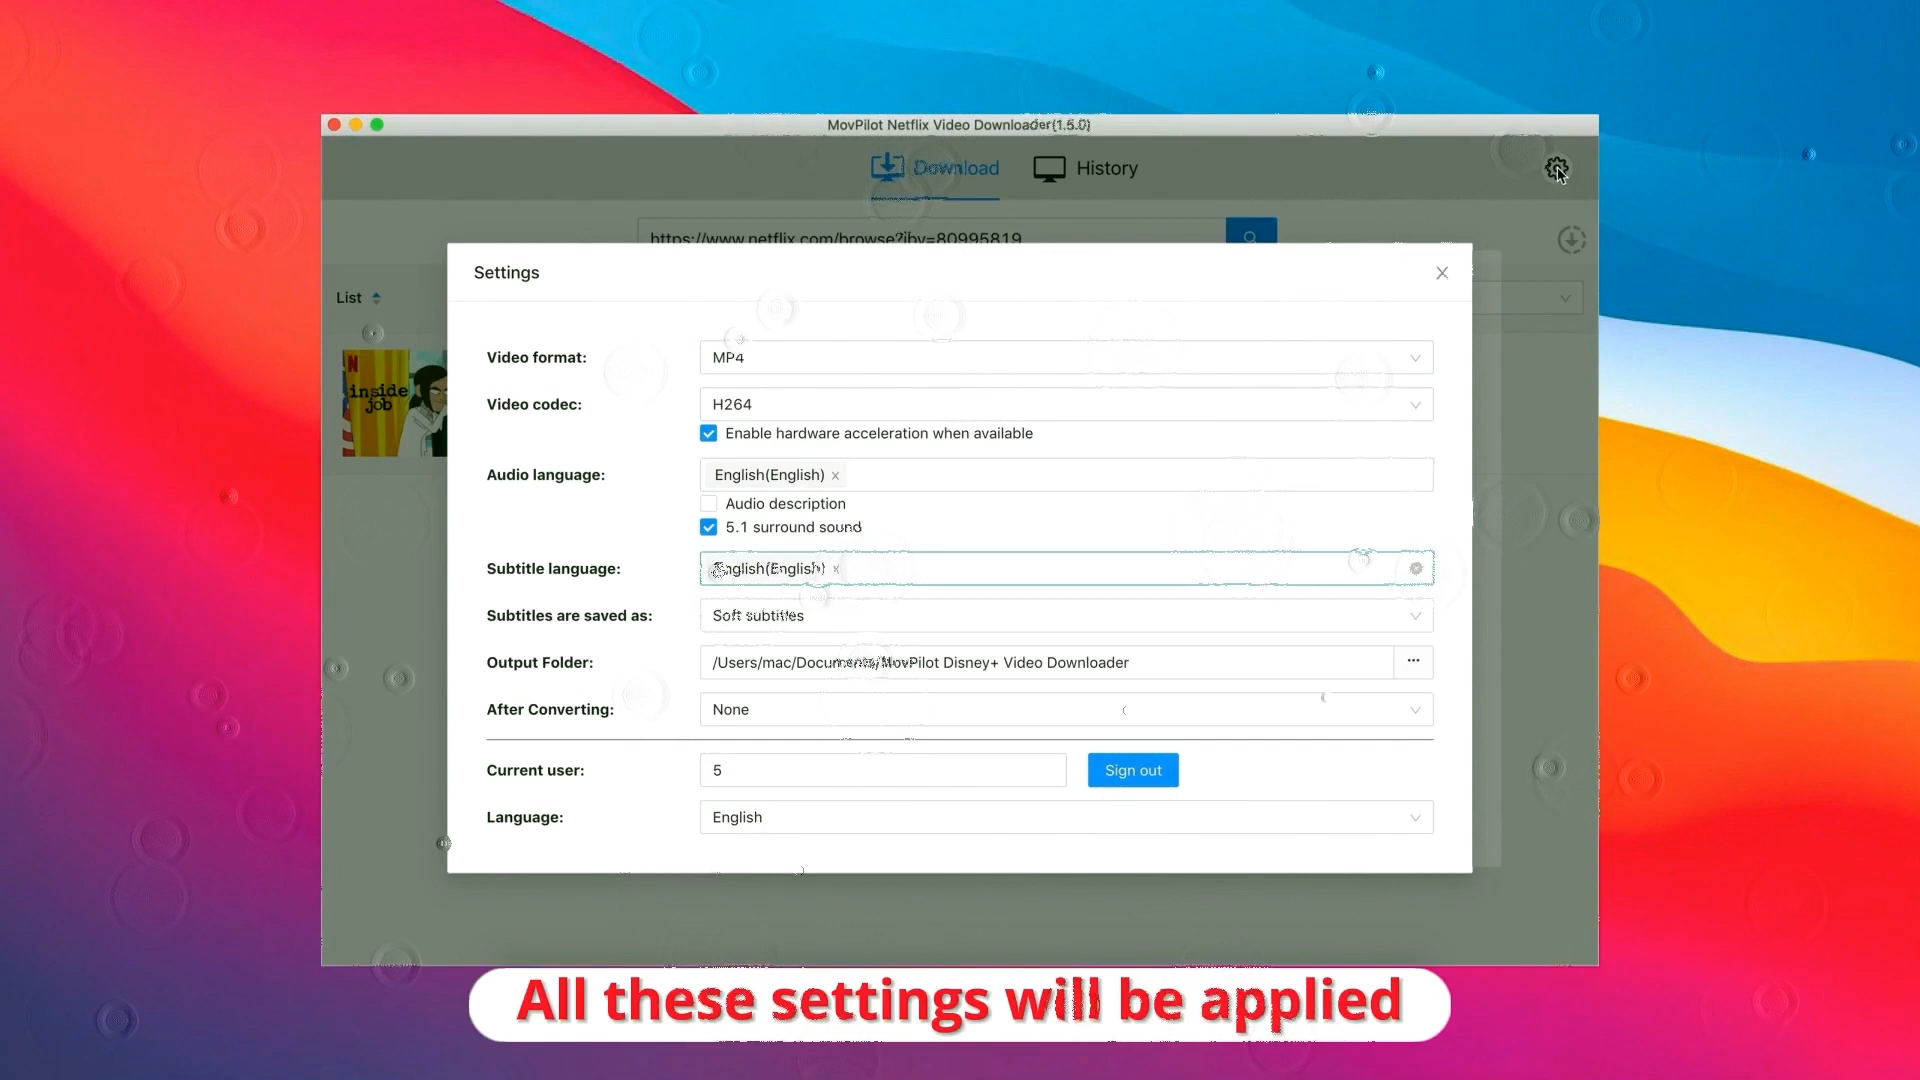 MovPilot Netflix Video Downloader(1.5.0)
Download
History
https://www.netflix.com/browse?jbv=80995819
Settings
List
N
inside
job
Video format:
MP4
Video codec:
H264
Enable hardware acceleration when available
Audio language:
English(English)
Audio description
5.1 surround sound
Subtitle language:
English(English)
Subtitles are saved as:
Soft subtitles
Output Folder:
/Users/mac/Documents/MovPilot Disney+ Video Downloader
After Converting:
None
Current user:
5
Sign out
Language:
English
All these settings will be applied